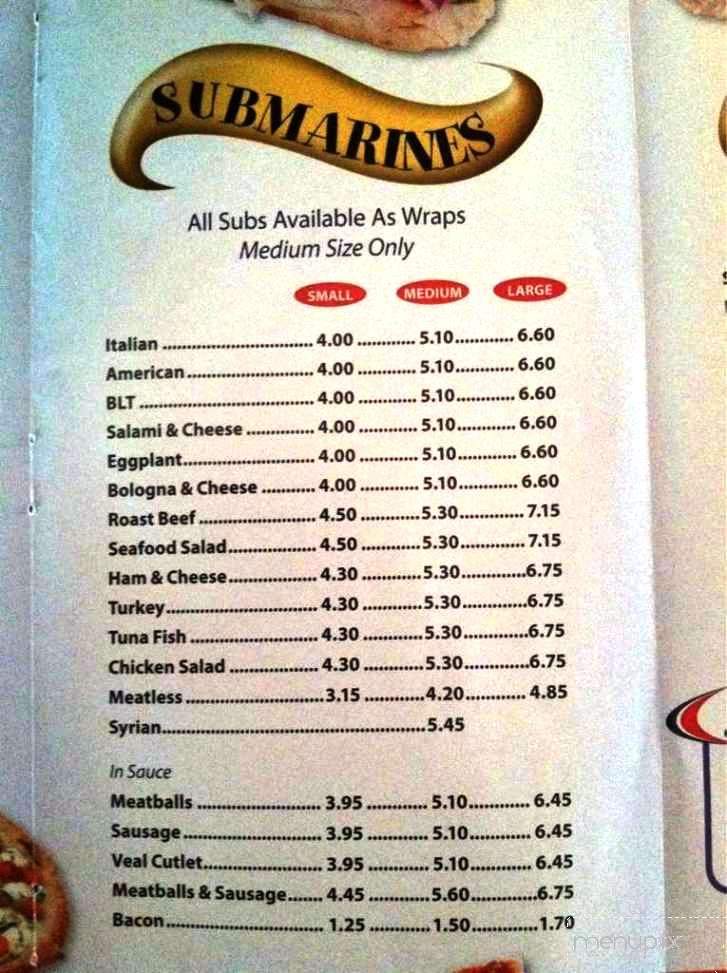 SUBMARINES
All Subs Available As Wraps
Medium Size Only
SMALL MEDIUM LARGE
Italian ................................ 4.00 ............ 5.10............ 6.60
American........................... 4.00 ............ 5.10............ 6.60
BLT ..................................... 4.00 ............ 5.10............ 6.60
Salami & Cheese .............. 4.00 ............ 5.10............ 6.60
Eggplant............................ 4.00 ............ 5.10............ 6.60
Bologna & Cheese ........... 4.00 ............ 5.10............ 6.60
Roast Beef ......................... 4.50 ............5.30.............7.15
Seafood Salad................... 4.50 ............5.30.............7.15
Ham & Cheese................... 4.30 ............5.30.............6.75
Turkey................................ 4.30 ............5.30.............6.75
Tuna Fish ........................... 4.30 ............5.30.............6.75
Chicken Salad ................... 4.30 ............5.30.............6.75
Meatless .............................3.15 .............4.20............ 4.85
Syrian........................................................5.45
In Sauce
Meatballs .......................... 3.95 ............ 5.10............ 6.45
Sausage............................. 3.95 ............ 5.10............ 6.45
Veal Cutlet......................... 3.95 ............ 5.10............ 6.45
Meatballs & Sausage....... 4.45 ............ 5.60.............6.75
Bacon.................................. 1.25 ............. 1.50..............1.70
menupix